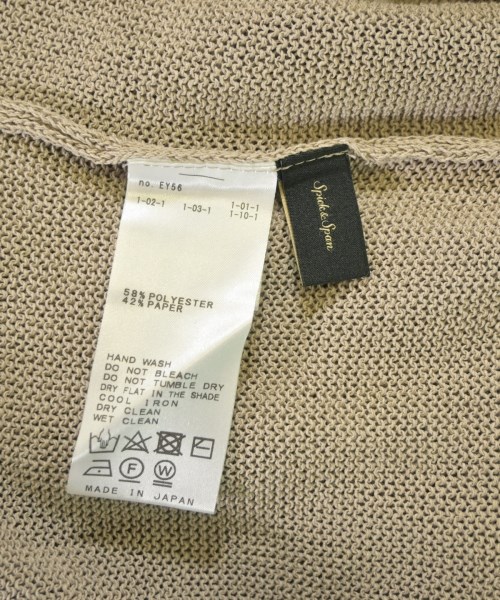 no. EY56
1-02-1 1-03-1 1-01-1
1-10-1
58% POLYESTER
42% PAPER
HAND WASH
DO NOT BLEACH
DO NOT TUMBLE DRY
DRY FLAT IN THE SHADE
COOL IRON
DRY CLEAN
WET CLEAN
F W
MADE IN JAPAN
Spick&Span